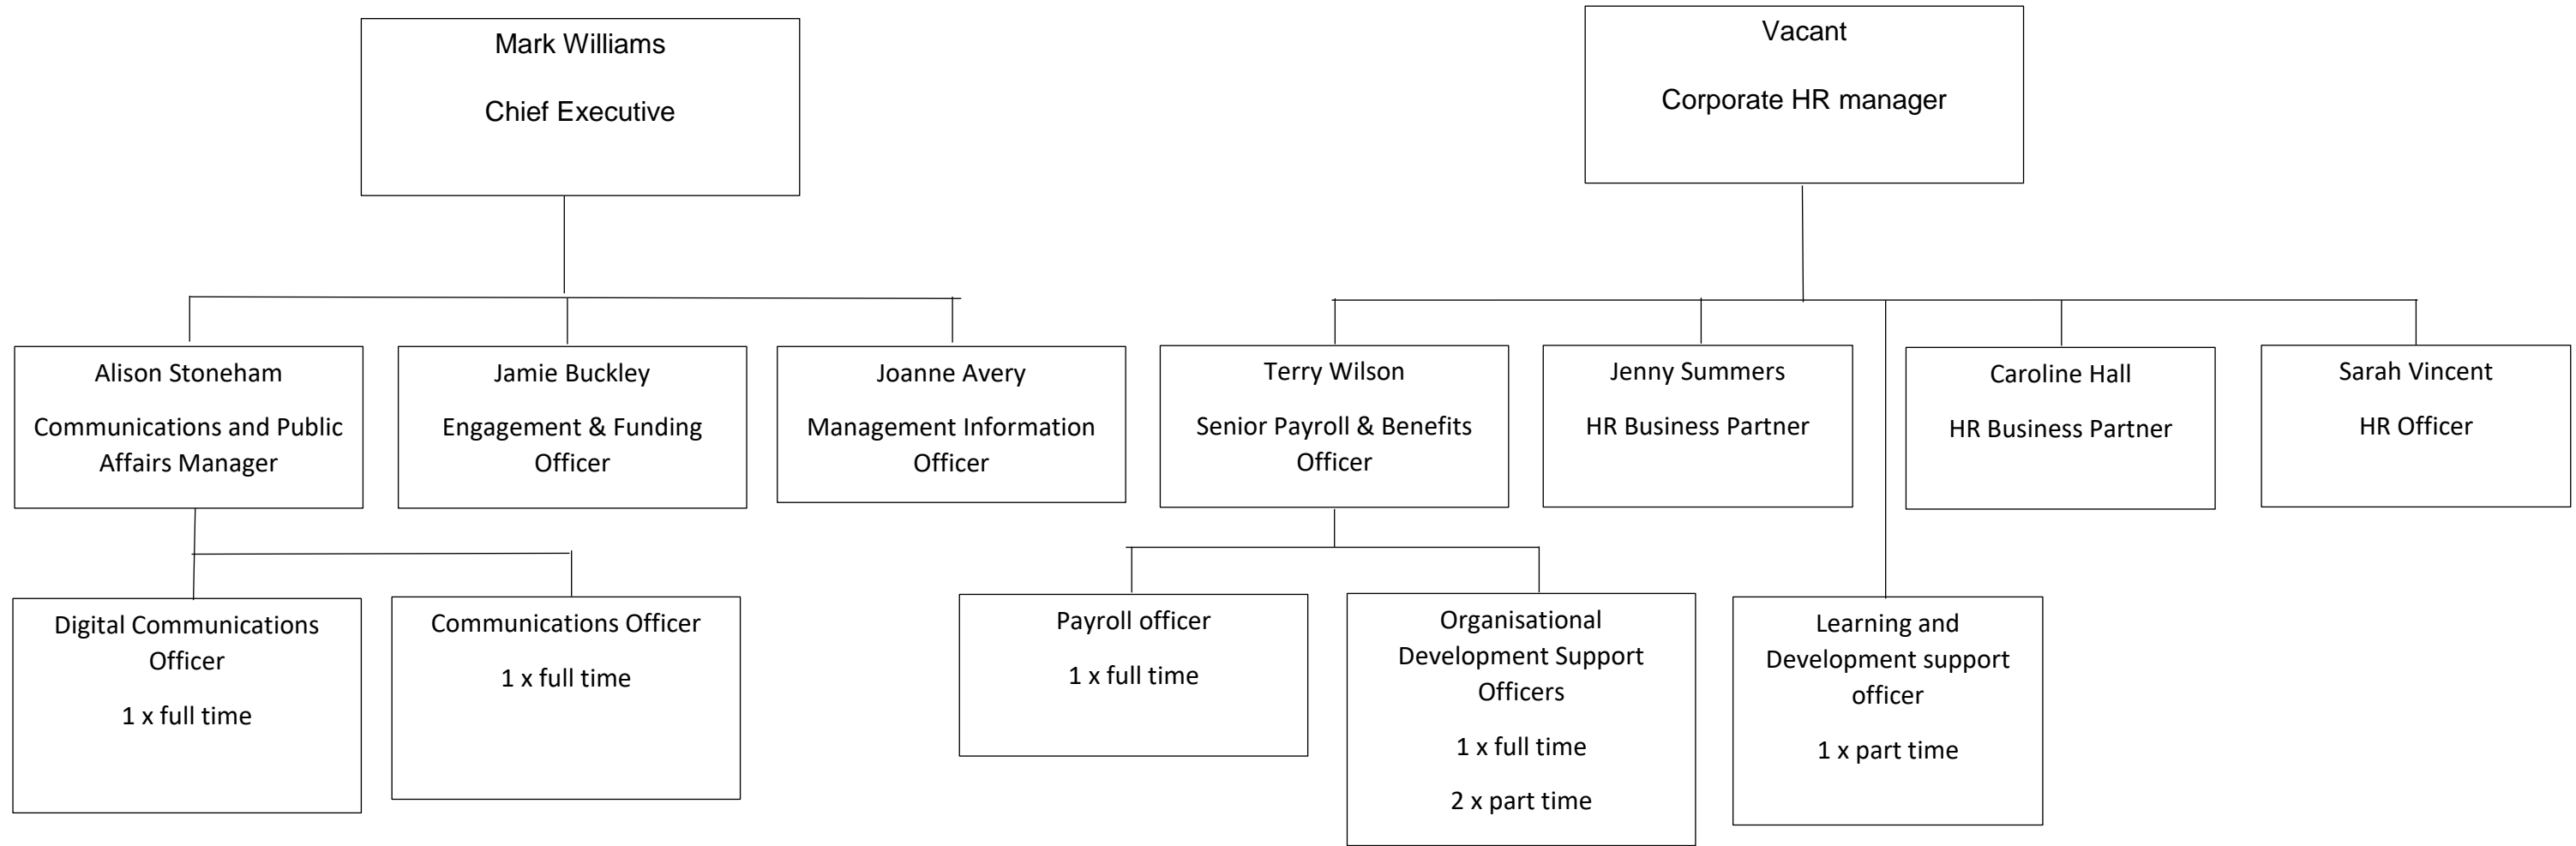 Mark Williams
Chief Executive
Vacant
Corporate HR manager
Alison Stoneham
Communications and Public
Affairs Manager
Jamie Buckley
Engagement & Funding
Officer
Joanne Avery
Management Information
Officer
Terry Wilson
Senior Payroll & Benefits
Officer
Jenny Summers
HR Business Partner
Caroline Hall
HR Business Partner
Sarah Vincent
HR Officer
Digital Communications
Officer
1 x full time
Communications Officer
1 x full time
Payroll officer
1 x full time
Organisational
Development Support
Officers
1 x full time
2 x part time
Learning and
Development support
officer
1 x part time